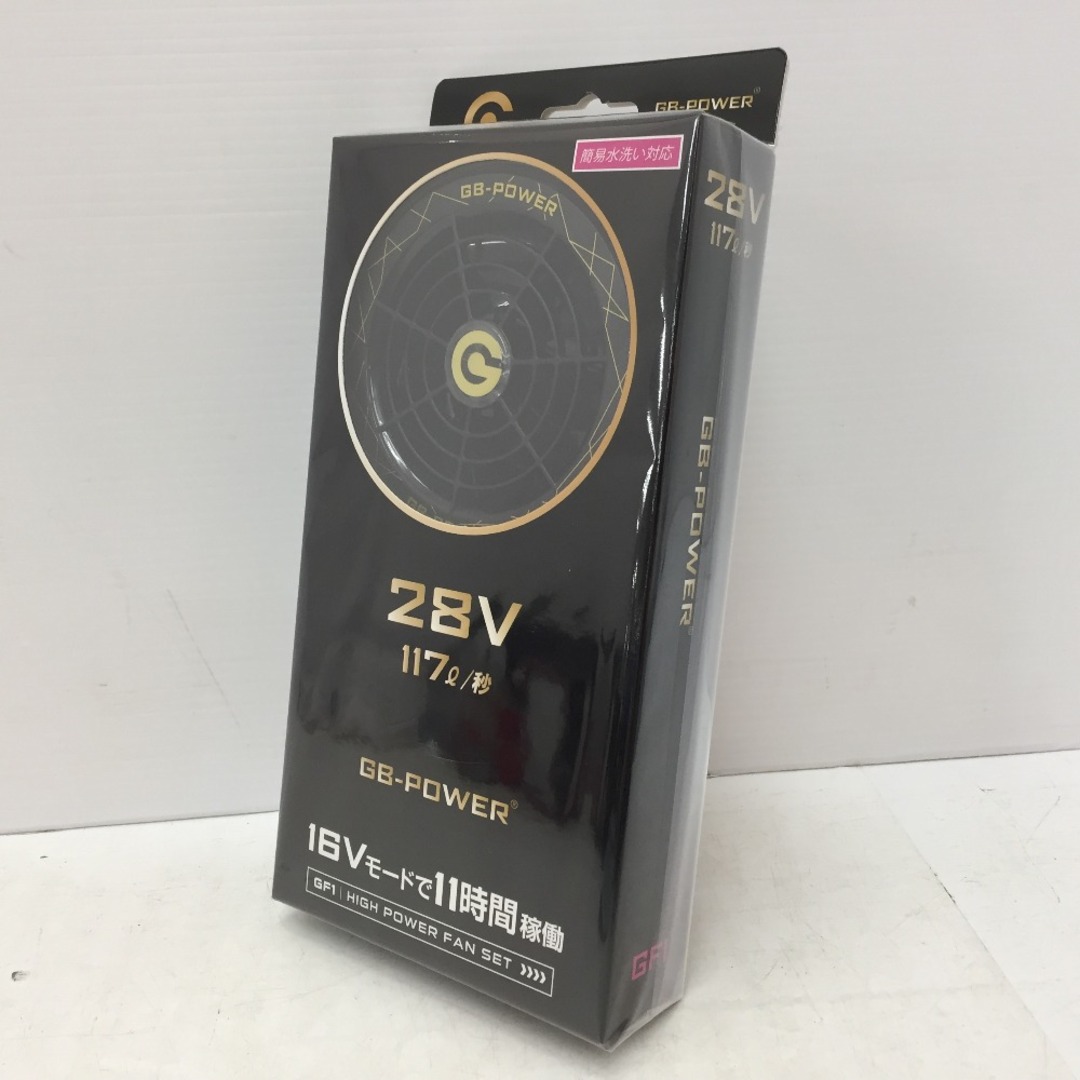 GB-POWER®
簡易水洗い対応
GB-POWER
G
28V
117ℓ/秒
GB-POWER®
16Vモードで11時間稼働
GF1 | HIGH POWER FAN SET
28V
117ℓ/秒
GB-POWER®
GF1